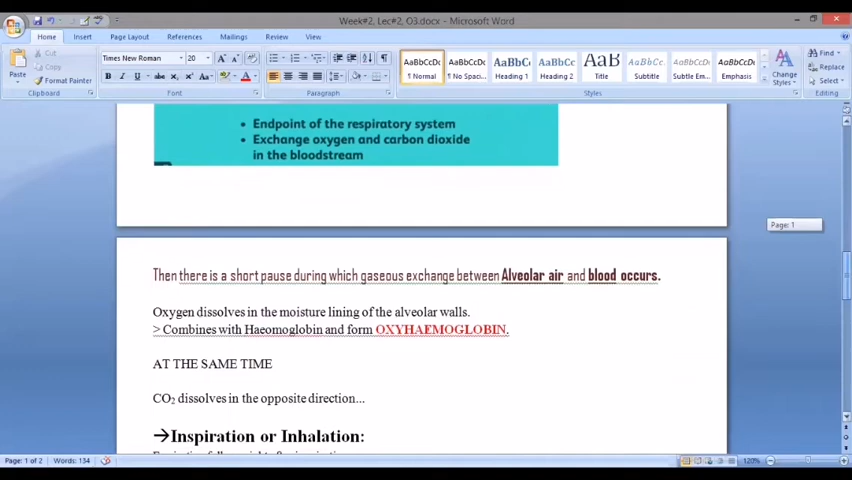 Week#2, Lec#2, O3.docx - Microsoft Word
Home Insert Page Layout References Mailings Review View
Paste Cut Copy Format Painter
Clipboard
Times New Roman 20
Font
Paragraph
AaBbCcDc AaBbCcDc AaBbCc AaBbCc AaB AaBbCcD AaBbCcDc AaBbCcDc
¶ Normal ¶ No Spaci... Heading 1 Heading 2 Title Subtitle Subtle Em... Emphasis
Styles
Change Styles
Find
Replace
Select
Editing
• Endpoint of the respiratory system
• Exchange oxygen and carbon dioxide
in the bloodstream
Page: 1
Then there is a short pause during which gaseous exchange between Alveolar air and blood occurs.
Oxygen dissolves in the moisture lining of the alveolar walls.
> Combines with Haeomoglobin and form OXYHAEMOGLOBIN.
AT THE SAME TIME
CO₂ dissolves in the opposite direction...
→Inspiration or Inhalation:
Page: 1 of 2 Words: 134 120%